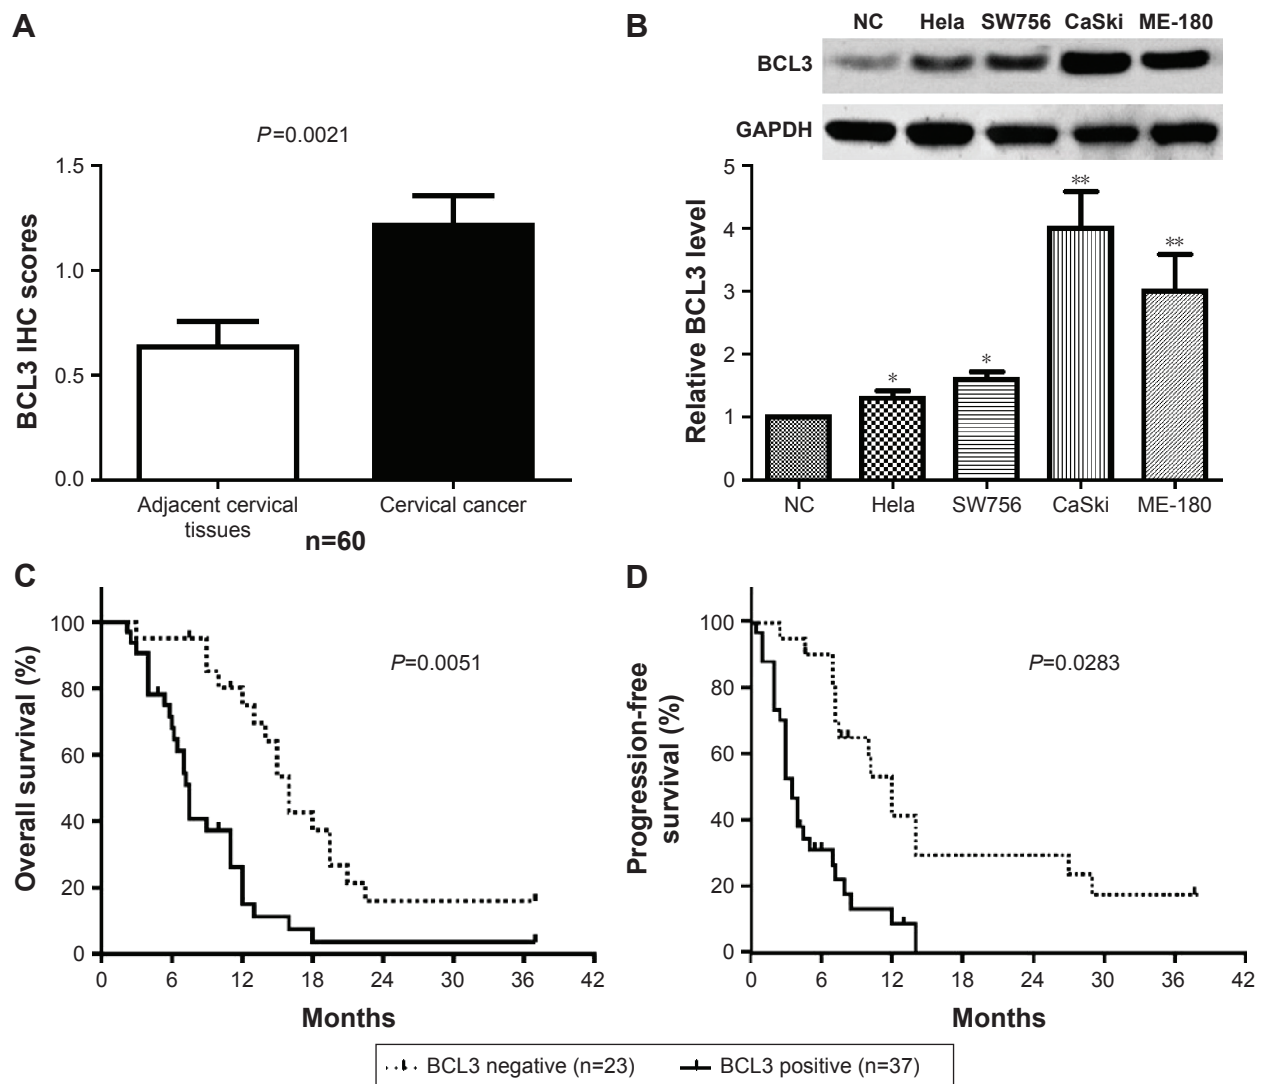 A
P=0.0021
BCL3 IHC scores
1.5
1.0
0.5
0.0
Adjacent cervical
tissues
Cervical cancer
n=60
B
NC Hela SW756 CaSki ME-180
BCL3
GAPDH
Relative BCL3 level
5
4
3
2
1
0
*
*
**
**
NC Hela SW756 CaSki ME-180
C
Overall survival (%)
100
80
60
40
20
0
P=0.0051
0 6 12 18 24 30 36 42
Months
D
Progression-free
survival (%)
100
80
60
40
20
0
P=0.0283
0 6 12 18 24 30 36 42
Months
BCL3 negative (n=23) BCL3 positive (n=37)